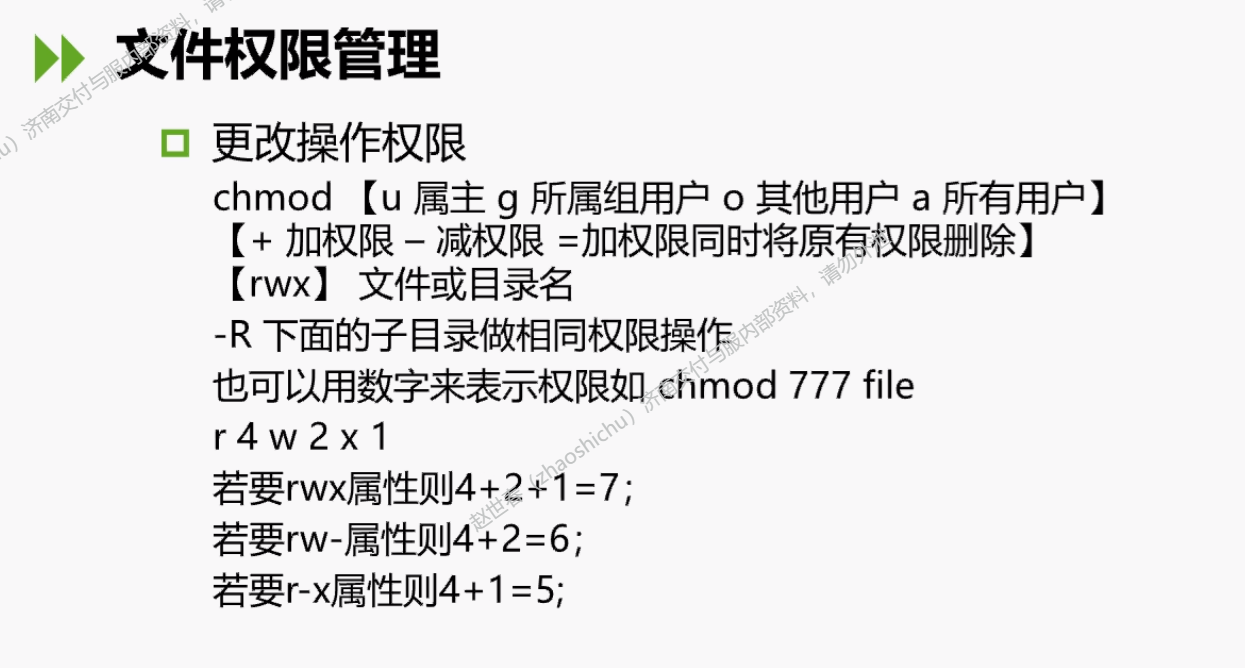 文件权限管理
更改操作权限
chmod 【u 属主 g 所属组用户 o 其他用户 a 所有用户】
【+ 加权限 – 减权限 =加权限同时将原有权限删除】
【rwx】 文件或目录名
-R 下面的子目录做相同权限操作
也可以用数字来表示权限如 chmod 777 file
r 4 w 2 x 1
若要rwx属性则4+2+1=7;
若要rw-属性则4+2=6;
若要r-x属性则4+1=5;
u）济南交付与服内部资料，请
（zhaoshichu）济南交付与服内部资料，请勿